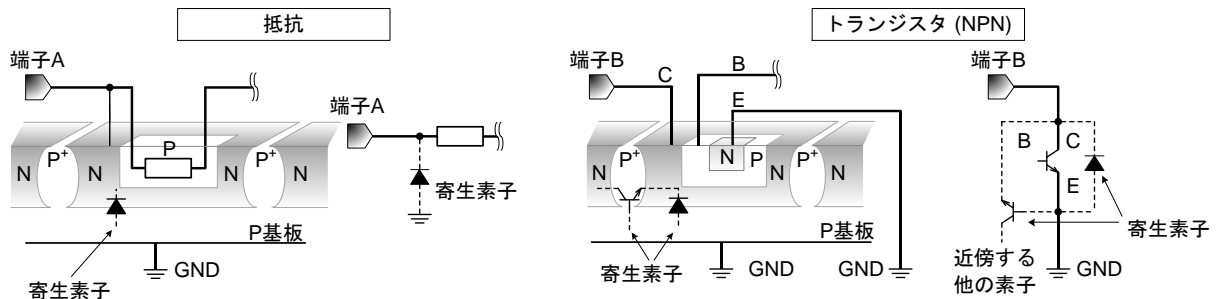 抵抗
トランジスタ (NPN)
端子A
端子A
P
N
P+
N
N
P+
N
寄生素子
P基板
GND
寄生素子
端子B
C
B
E
N
P+
N
N
P
N
P+
N
P基板
GND
GND
寄生素子
端子B
B
C
E
寄生素子
近傍する
他の素子
GND